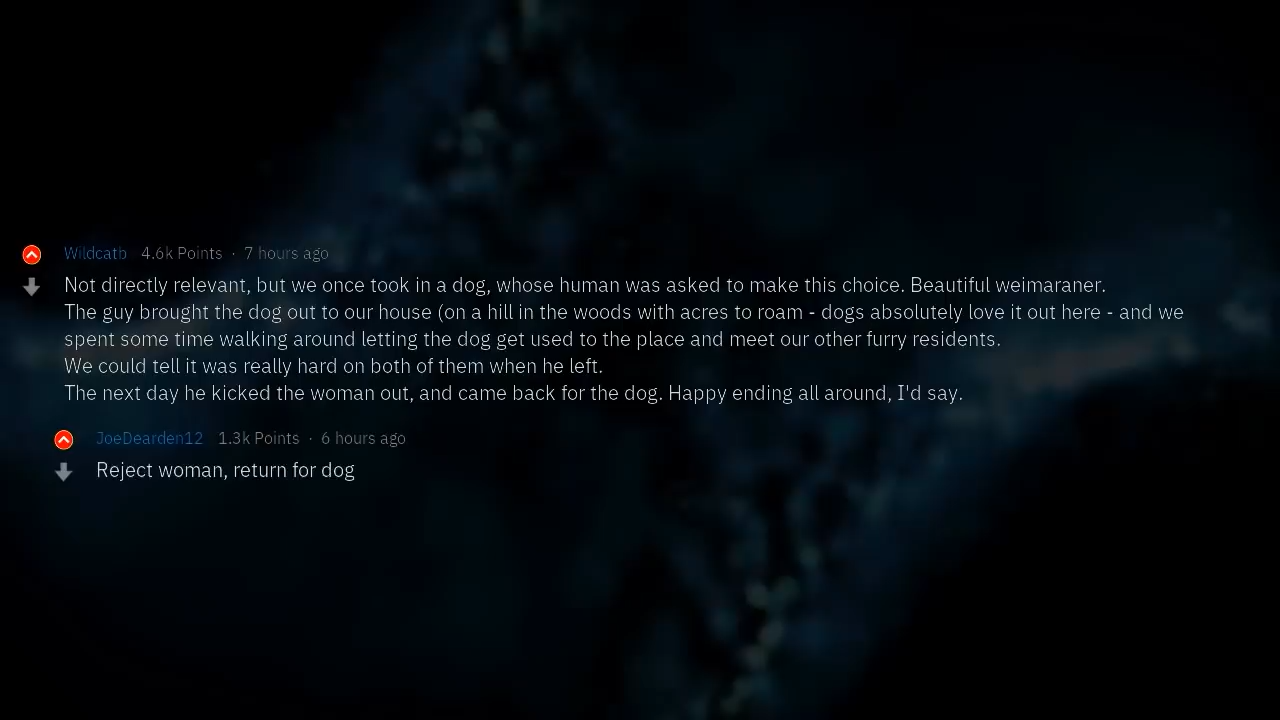 Wildcatb 4.6k Points · 7 hours ago
Not directly relevant, but we once took in a dog, whose human was asked to make this choice. Beautiful weimaraner.
The guy brought the dog out to our house (on a hill in the woods with acres to roam - dogs absolutely love it out here - and we
spent some time walking around letting the dog get used to the place and meet our other furry residents.
We could tell it was really hard on both of them when he left.
The next day he kicked the woman out, and came back for the dog. Happy ending all around, I'd say.
JoeDearden12 1.3k Points · 6 hours ago
Reject woman, return for dog